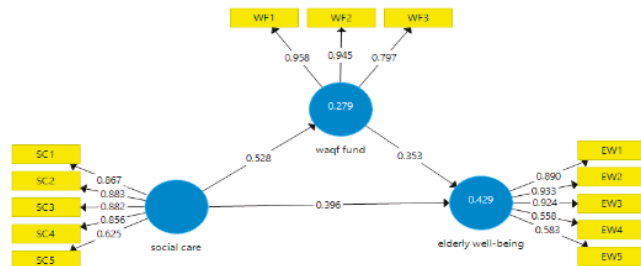 WF1 WF2 WF3
0.958 0.945 0.797
0.279
waqf fund
0.528 0.353
SC1
SC2
SC3
SC4
SC5
0.867
0.883
0.882
0.856
0.625
social care
0.396
0.429
elderly well-being
0.890
0.933
0.924
0.558
0.583
EW1
EW2
EW3
EW4
EW5